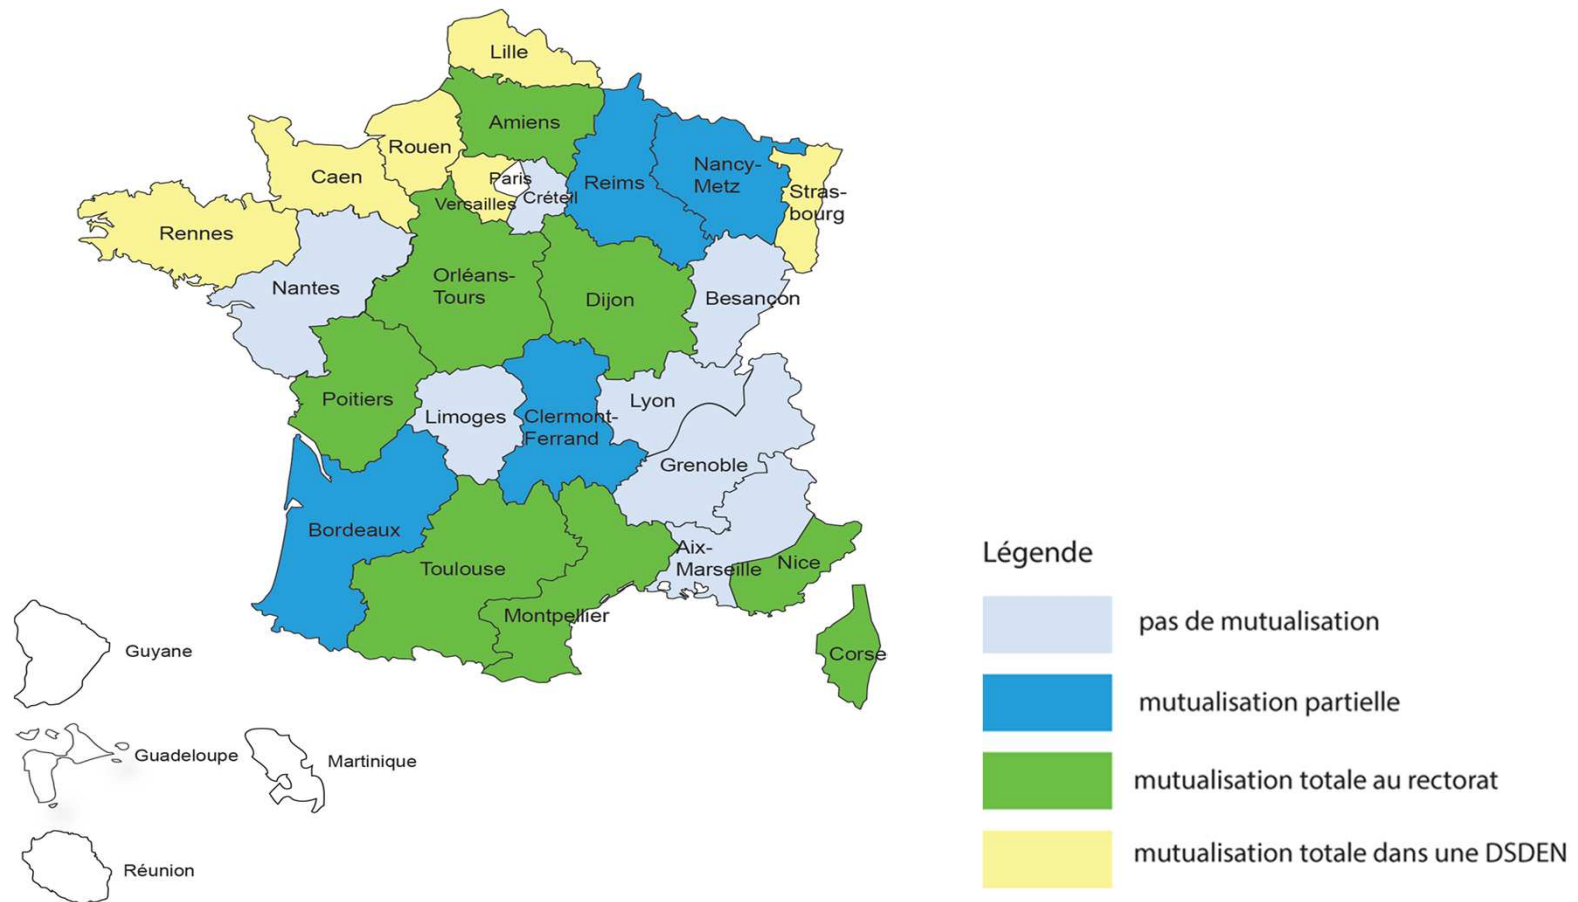 Lille
Amiens
Rouen
Caen
Paris
Versailles
Créteil
Reims
Nancy-
Metz
Stras-
bourg
Rennes
Nantes
Orléans-
Tours
Dijon
Besançon
Poitiers
Limoges
Clermont-
Ferrand
Lyon
Grenoble
Bordeaux
Toulouse
Montpellier
Aix-
Marseille
Nice
Corse
Guyane
Guadeloupe
Martinique
Réunion
Légende
pas de mutualisation
mutualisation partielle
mutualisation totale au rectorat
mutualisation totale dans une DSDEN